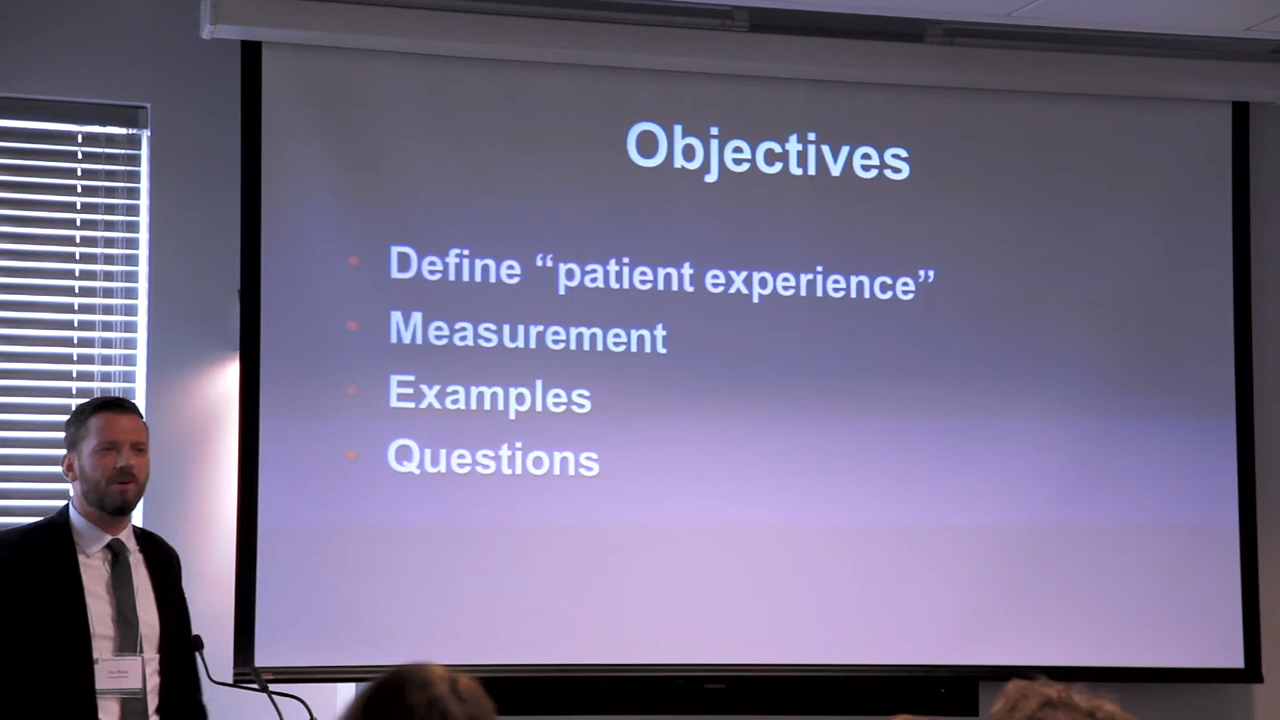 Objectives
Define “patient experience”
Measurement
Examples
Questions